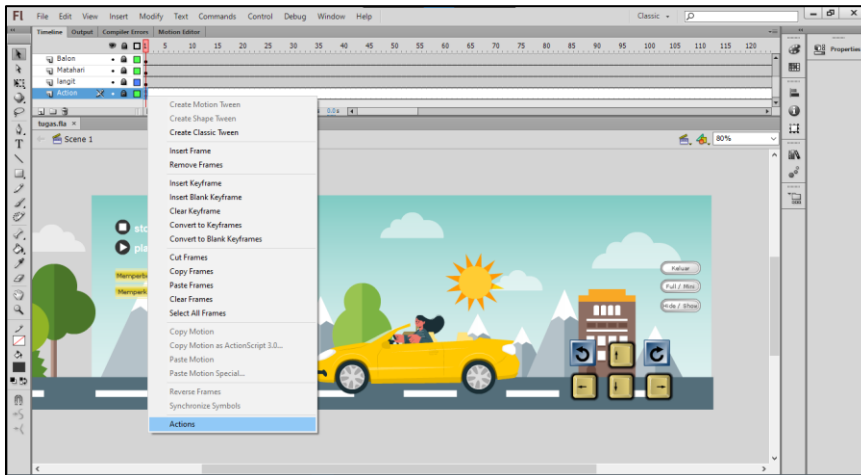 Fl File Edit View Insert Modify Text Commands Control Debug Window Help Classic
Timeline Output Compiler Errors Motion Editor
1 5 10 15 20 25 30 35 40 45 50 55 60 65 70 75 80 85 90 95 100 105 110 115 120
Properties
Balon
Matahari
langit
Action
0.0s
tugas.fla ×
Scene 1
80%
Create Motion Tween
Create Shape Tween
Create Classic Tween
Insert Frame
Remove Frames
Insert Keyframe
Insert Blank Keyframe
Clear Keyframe
Convert to Keyframes
Convert to Blank Keyframes
Cut Frames
Copy Frames
Paste Frames
Clear Frames
Select All Frames
Copy Motion
Copy Motion as ActionScript 3.0...
Paste Motion
Paste Motion Special...
Reverse Frames
Synchronize Symbols
Actions
Keluar
Full / Mini
Hide / Show